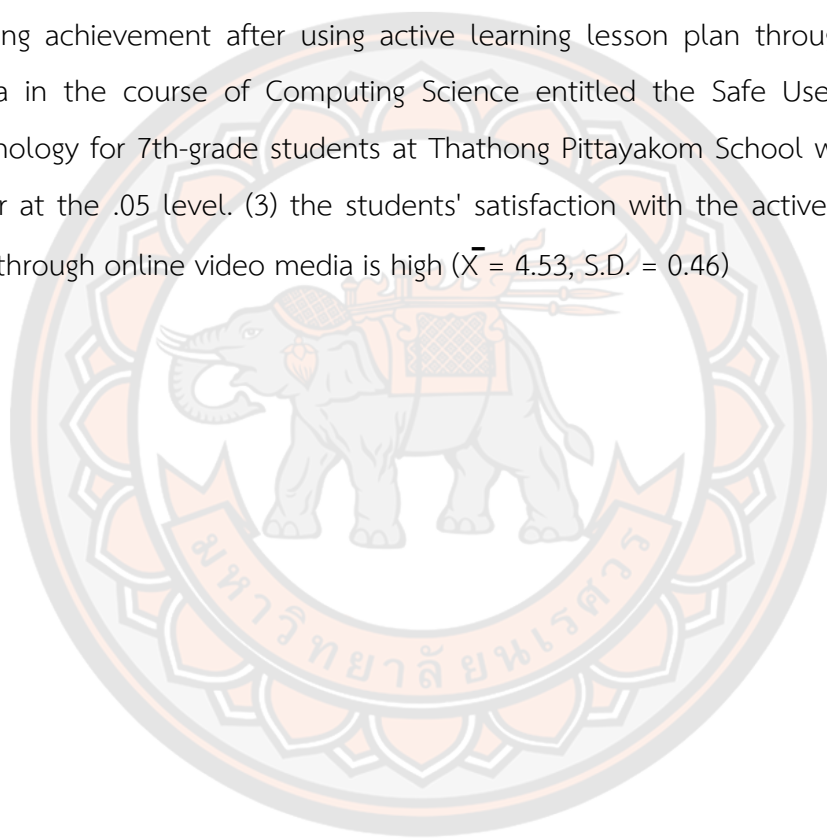 ng achievement after using active learning lesson plan throu
a in the course of Computing Science entitled the Safe Use
nology for 7th-grade students at Thathong Pittayakom School w
r at the .05 level. (3) the students' satisfaction with the active
through online video media is high (X̄ = 4.53, S.D. = 0.46)
มหาวิทยาลัยนเรศวร